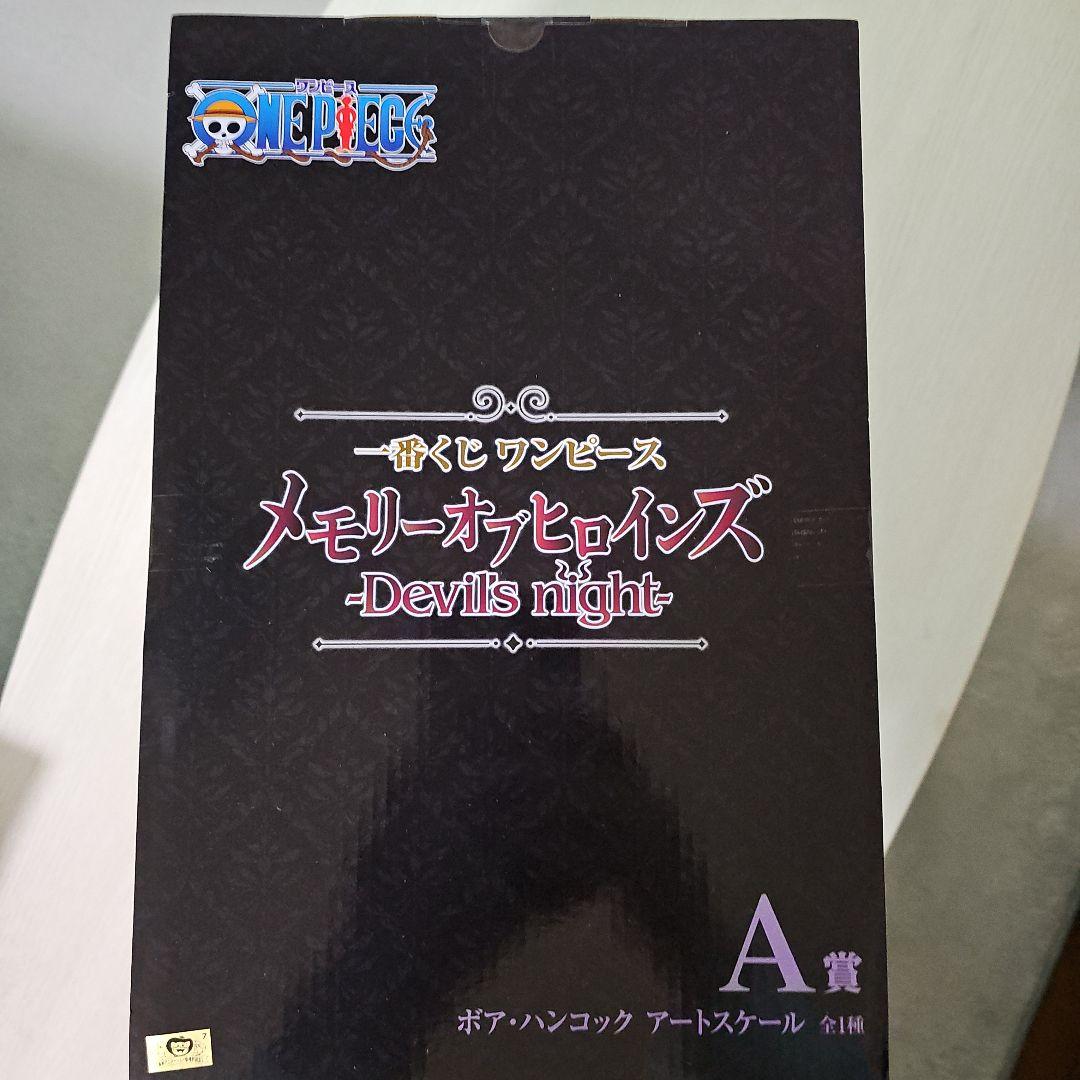 ワンピース
ONE PIECE
一番くじ ワンピース
メモリーオブヒロインズ
-Devil's night-
A賞
ボア・ハンコック アートスケール 全1種